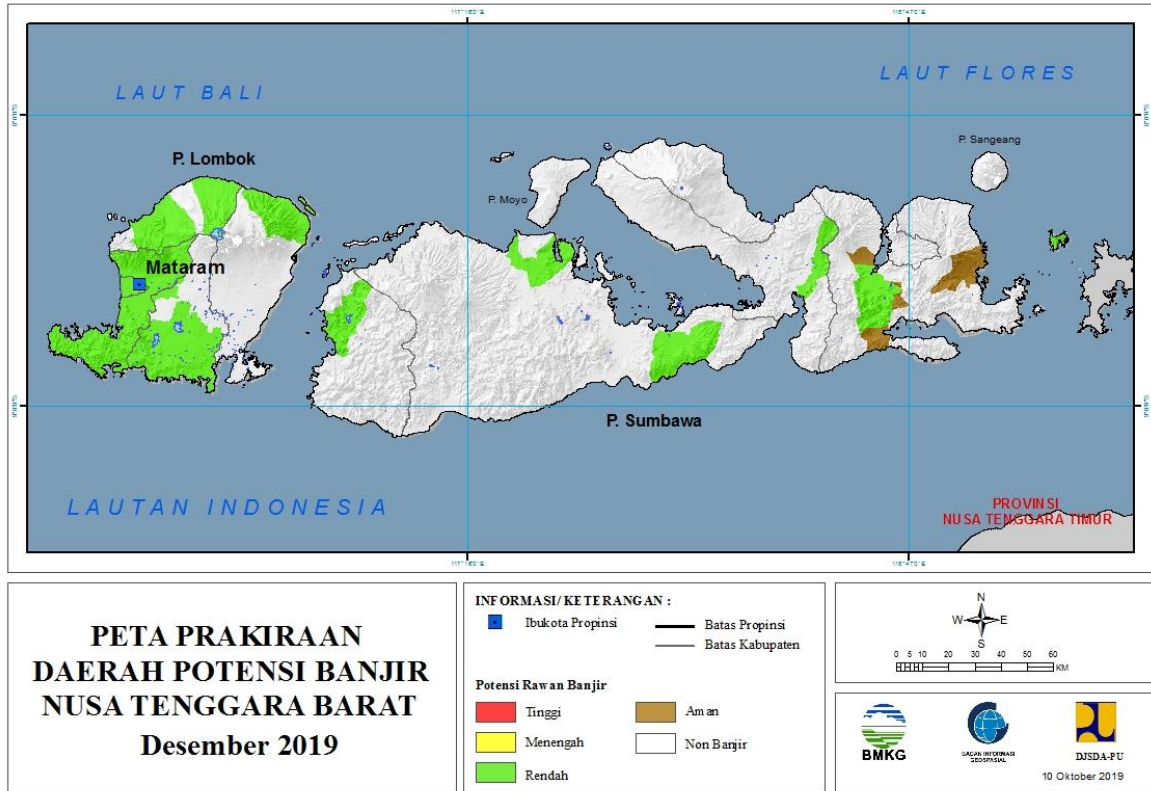 LAUT BALI
LAUT FLORES
P. Sangeang
P. Lombok
P. Moyo
Mataram
P. Sumbawa
LAUTAN INDONESIA
PROVINSI
NUSA TENGGARA TIMUR
PETA PRAKIRAAN
DAERAH POTENSI BANJIR
NUSA TENGGARA BARAT
Desember 2019
INFORMASI/ KETERANGAN :
Ibukota Propinsi
Batas Propinsi
Batas Kabupaten
Potensi Rawan Banjir
Tinggi
Menengah
Rendah
Aman
Non Banjir
N
W E
S
0 5 10 20 30 40 50 60
KM
BMKG
BADAN INFORMASI
GEOSPASIAL
DJSDA-PU
10 Oktober 2019